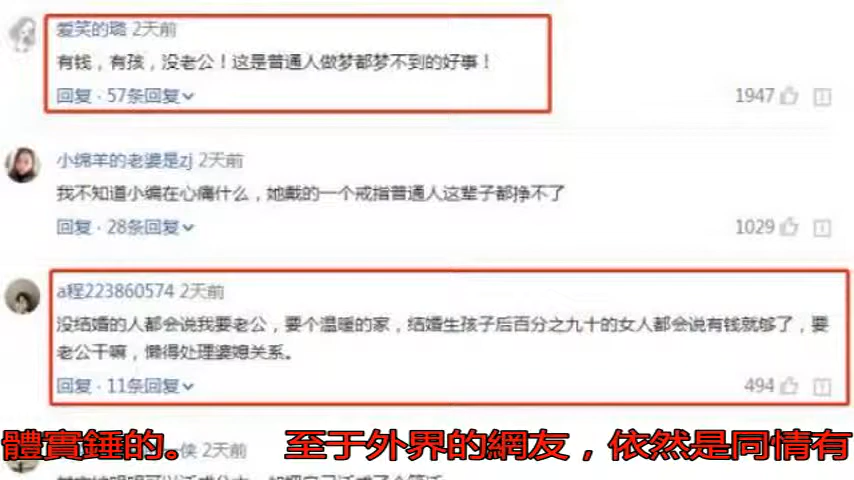 爱笑的璐 2天前
有钱，有孩，没老公！这是普通人做梦都梦不到的好事！
回复 · 57条回复
1947
小绵羊的老婆是zj 2天前
我不知道小编在心痛什么，她戴的一个戒指普通人这辈子都挣不了
回复 · 28条回复
1029
a程223860574 2天前
没结婚的人都会说我要老公，要个温暖的家，结婚生孩子后百分之九十的女人都会说有钱就够了，要
老公干嘛，懒得处理婆媳关系。
回复 · 11条回复
494
侠 2天前
體實錘的。 至于外界的網友，依然是同情有